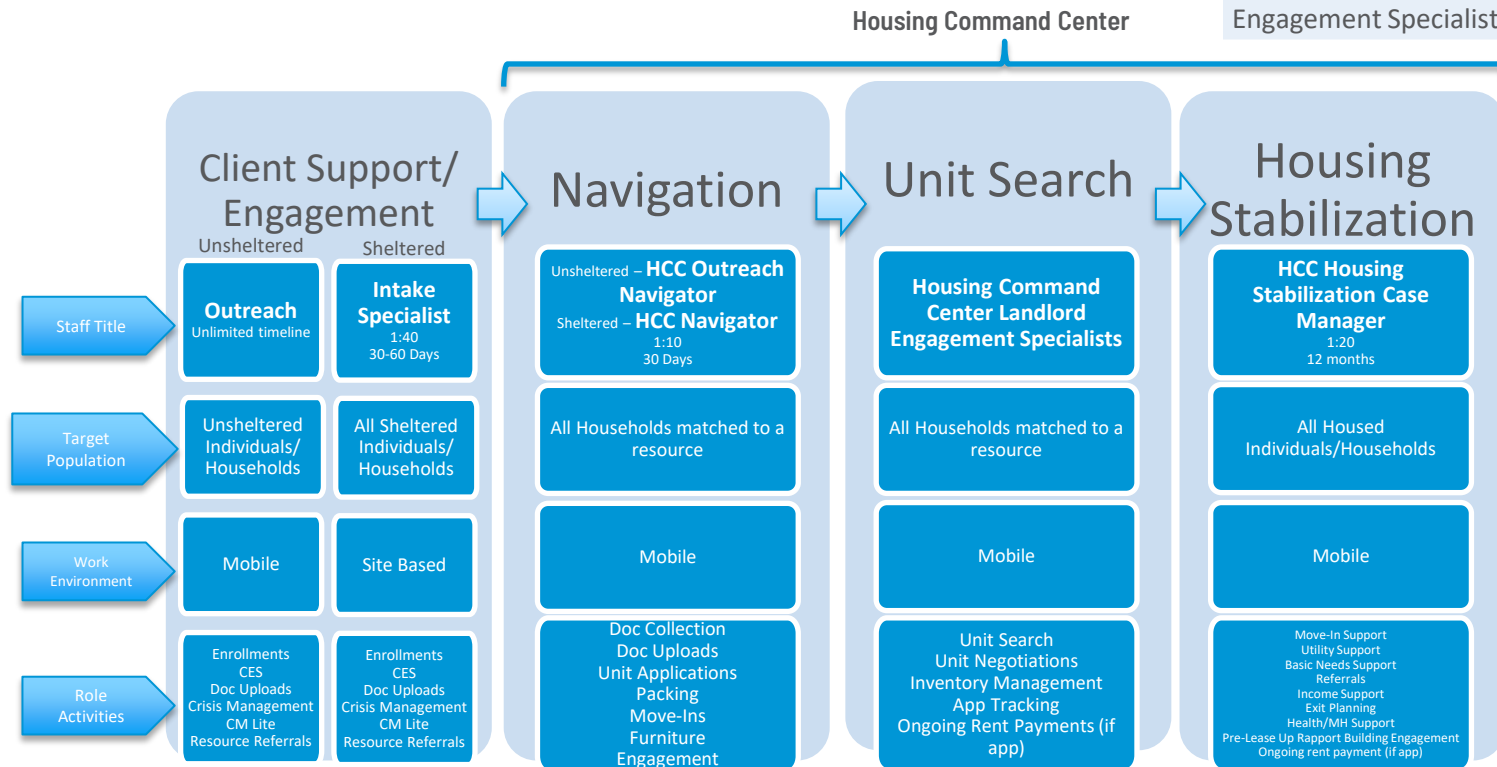 Housing Command Center
Engagement Specialist
Client Support/
Engagement
Unsheltered
Sheltered
Navigation
Unit Search
Housing
Stabilization
Staff Title
Outreach
Unlimited timeline
Intake
Specialist
1:40
30-60 Days
Unsheltered – HCC Outreach
Navigator
Sheltered – HCC Navigator
1:10
30 Days
Housing Command
Center Landlord
Engagement Specialists
HCC Housing
Stabilization Case
Manager
1:20
12 months
Target
Population
Unsheltered
Individuals/
Households
All Sheltered
Individuals/
Households
All Households matched to a
resource
All Households matched to a
resource
All Housed
Individuals/Households
Work
Environment
Mobile
Site Based
Mobile
Mobile
Mobile
Role
Activities
Enrollments
CES
Doc Uploads
Crisis Management
CM Lite
Resource Referrals
Enrollments
CES
Doc Uploads
Crisis Management
CM Lite
Resource Referrals
Doc Collection
Doc Uploads
Unit Applications
Packing
Move-Ins
Furniture
Engagement
Unit Search
Unit Negotiations
Inventory Management
App Tracking
Ongoing Rent Payments (if
app)
Move-In Support
Utility Support
Basic Needs Support
Referrals
Income Support
Exit Planning
Health/MH Support
Pre-Lease Up Rapport Building Engagement
Ongoing rent payment (if app)